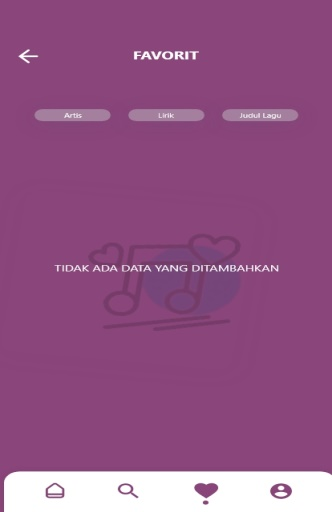 FAVORIT
Artis
Lirik
Judul Lagu
TIDAK ADA DATA YANG DITAMBAHKAN